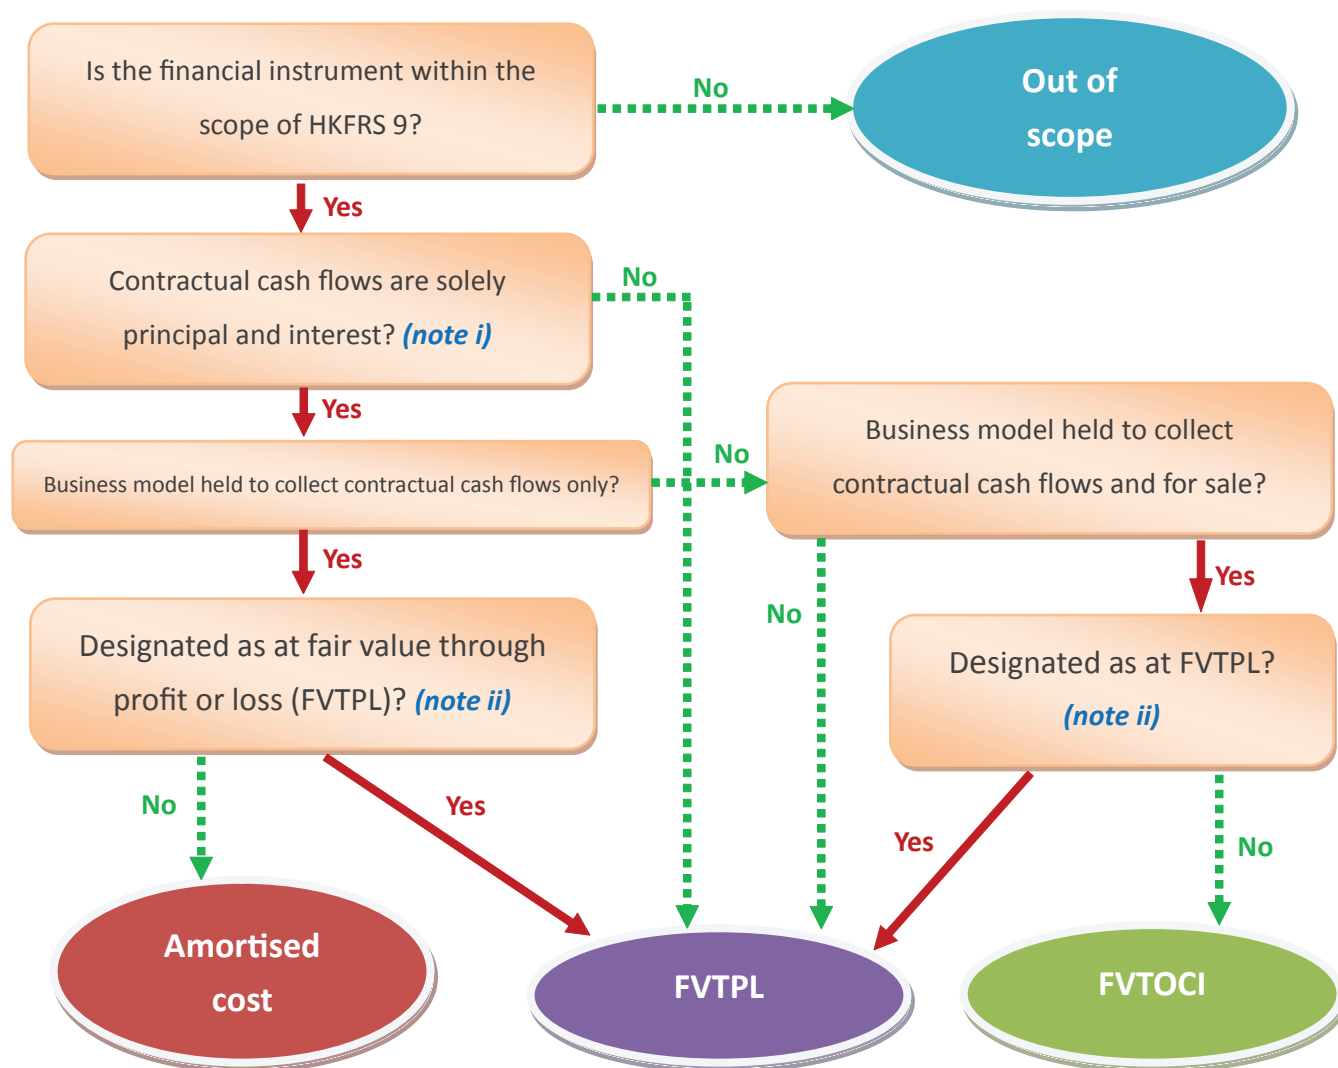 Is the financial instrument within the
scope of HKFRS 9?
No
Out of
scope
Yes
Contractual cash flows are solely
principal and interest? (note i)
No
Yes
Business model held to collect contractual cash flows only?
No
Business model held to collect
contractual cash flows and for sale?
Yes
Designated as at fair value through
profit or loss (FVTPL)? (note ii)
No
Yes
Designated as at FVTPL?
(note ii)
No
Yes
Yes
No
Amortised
cost
FVTPL
FVTOCI